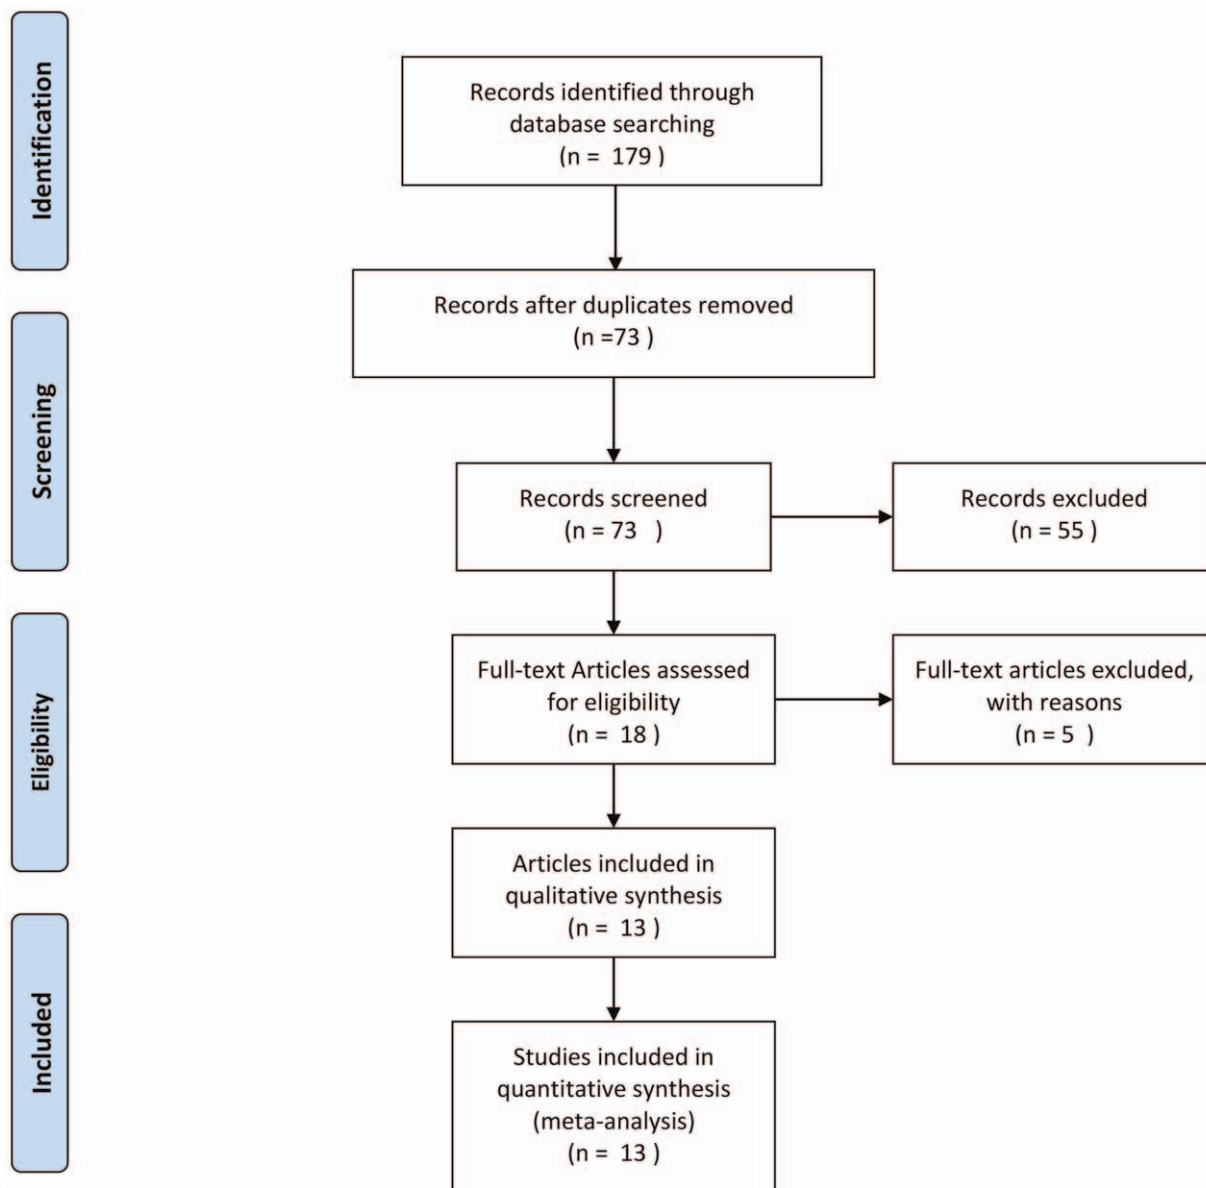 Identification
Records identified through
database searching
(n = 179 )
Records after duplicates removed
(n =73 )
Screening
Records screened
(n = 73 )
Records excluded
(n = 55 )
Eligibility
Full-text Articles assessed
for eligibility
(n = 18 )
Full-text articles excluded,
with reasons
(n = 5 )
Articles included in
qualitative synthesis
(n = 13 )
Included
Studies included in
quantitative synthesis
(meta-analysis)
(n = 13 )